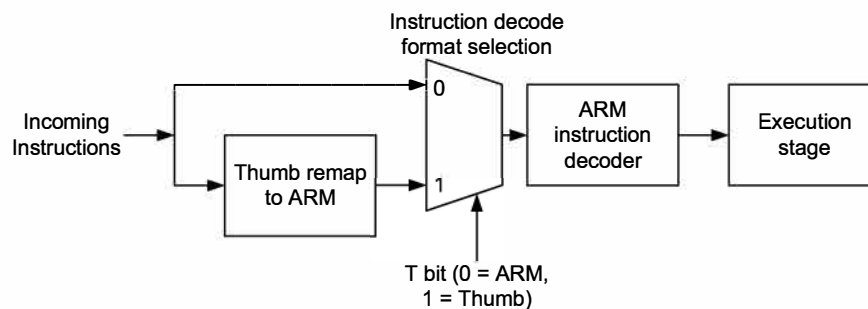 Instruction decode
format selection
0
Incoming
Instructions
Thumb remap
to ARM
1
ARM
instruction
decoder
Execution
stage
T bit (0 = ARM,
1 = Thumb)